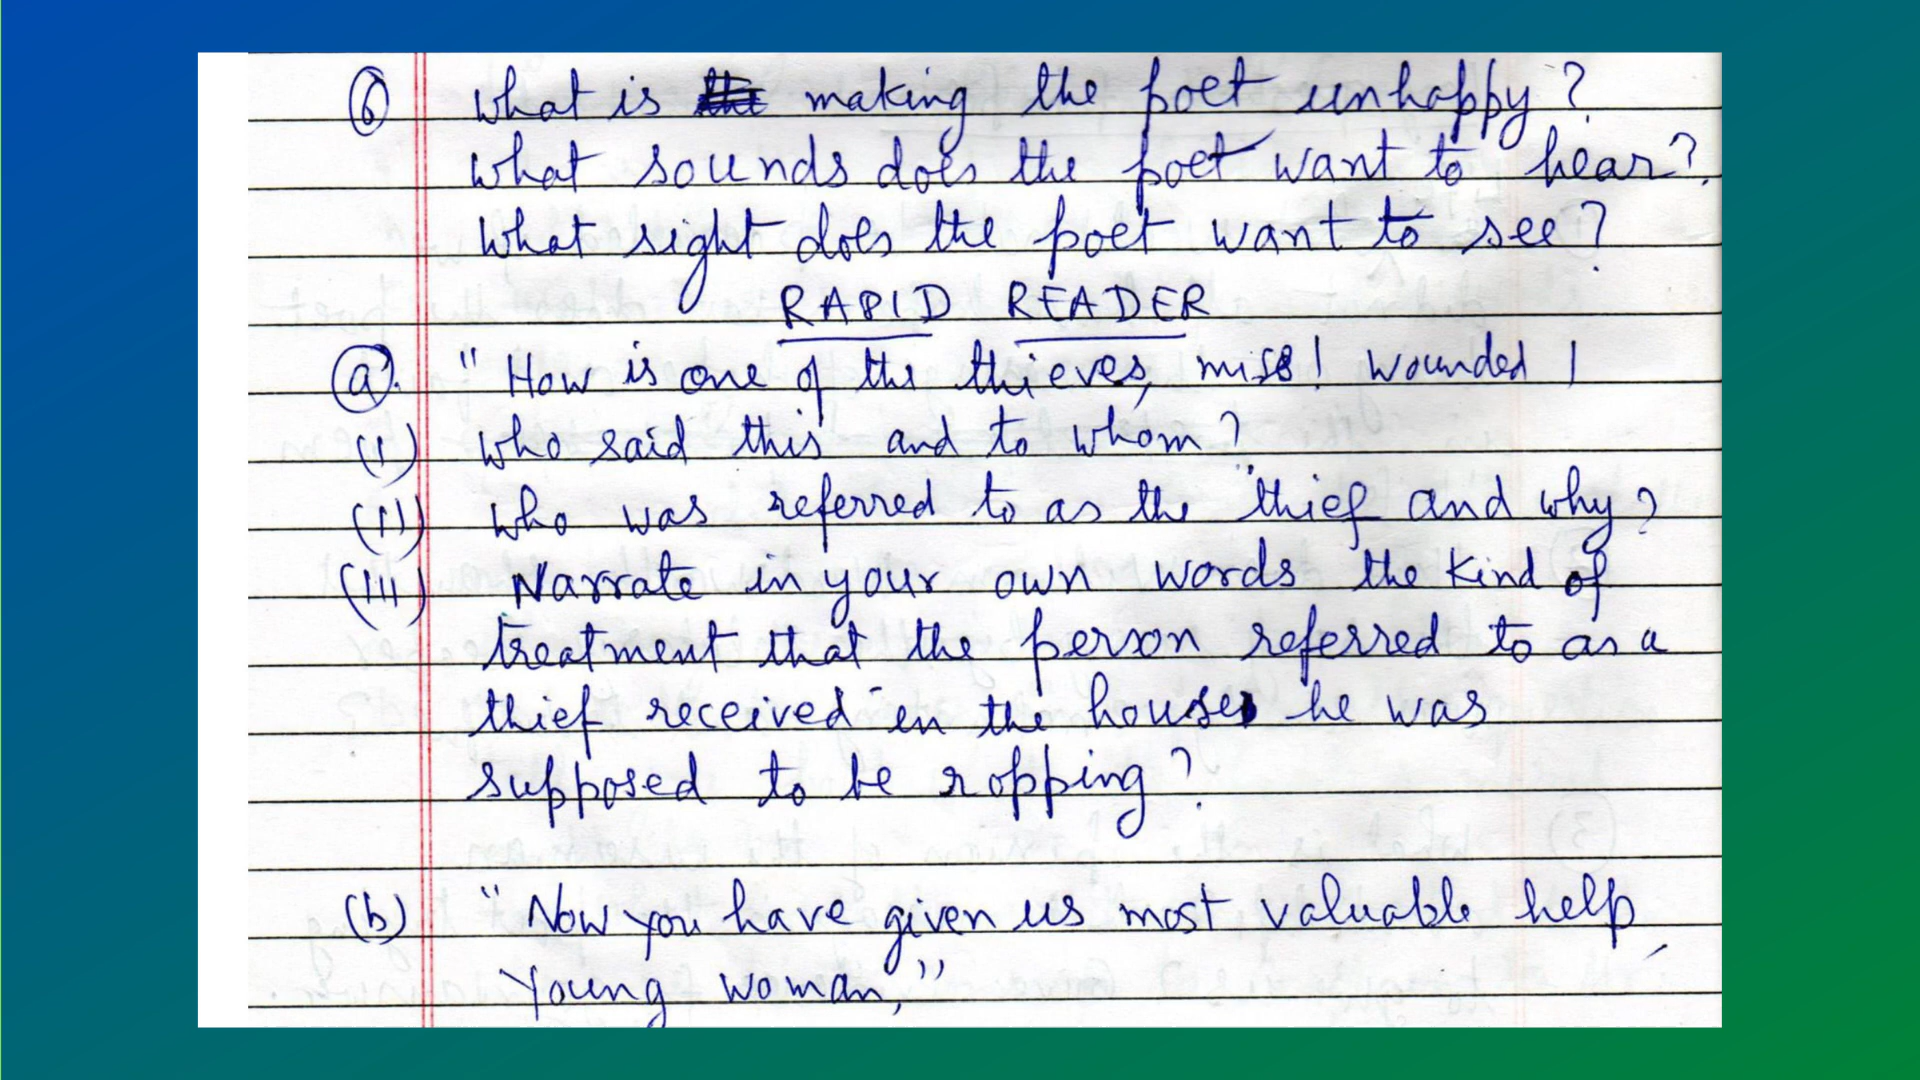 6 What is making the poet unhappy?
What sounds does the poet want to hear?
What sight does the poet want to see?
RAPID READER
(a). "How is one of the thieves, miss! wounded!
(i) Who said this and to whom?
(ii) Who was referred to as the "thief and why?
(iii) Narrate in your own words the kind of
treatment that the person referred to as a
thief received in the house he was
supposed to be ropping?
(b) "Now you have given us most valuable help,
Young woman,"